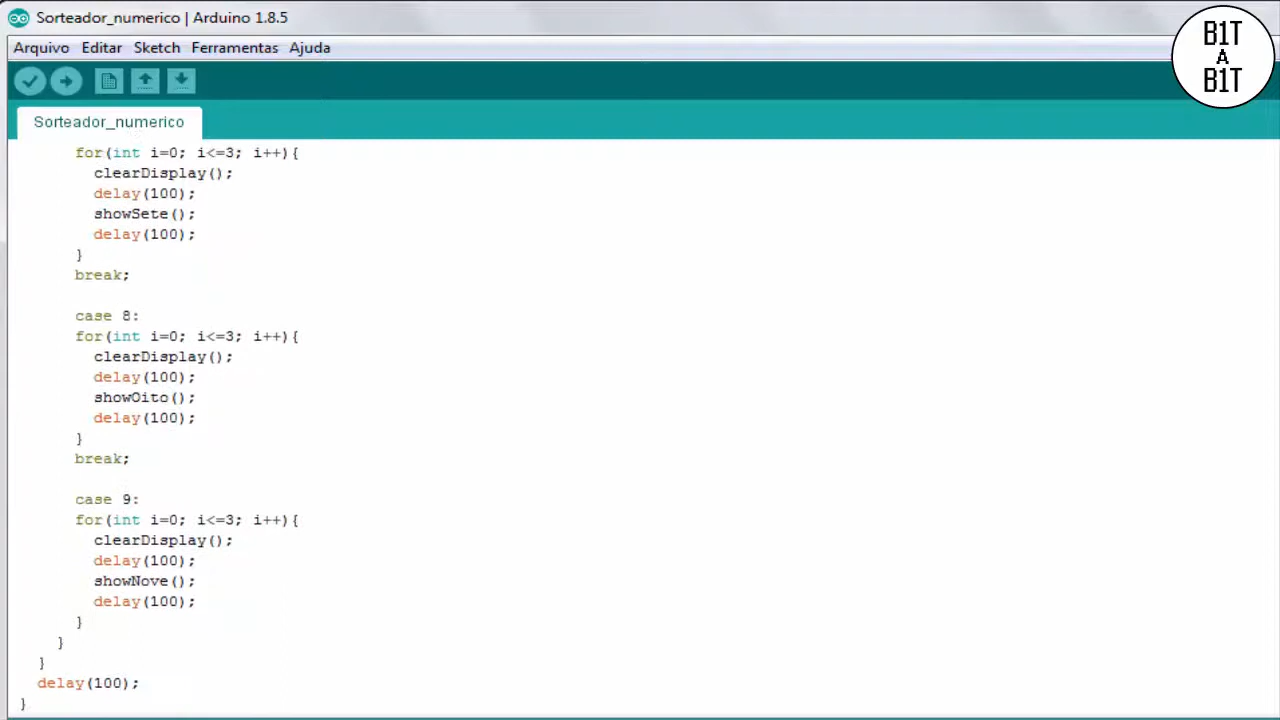 Sorteador_numerico | Arduino 1.8.5
B1T
A
B1T
Arquivo Editar Sketch Ferramentas Ajuda
Sorteador_numerico
for(int i=0; i<=3; i++){
clearDisplay();
delay(100);
showSete();
delay(100);
}
break;
case 8:
for(int i=0; i<=3; i++){
clearDisplay();
delay(100);
showOito();
delay(100);
}
break;
case 9:
for(int i=0; i<=3; i++){
clearDisplay();
delay(100);
showNove();
delay(100);
}
}
}
delay(100);
}